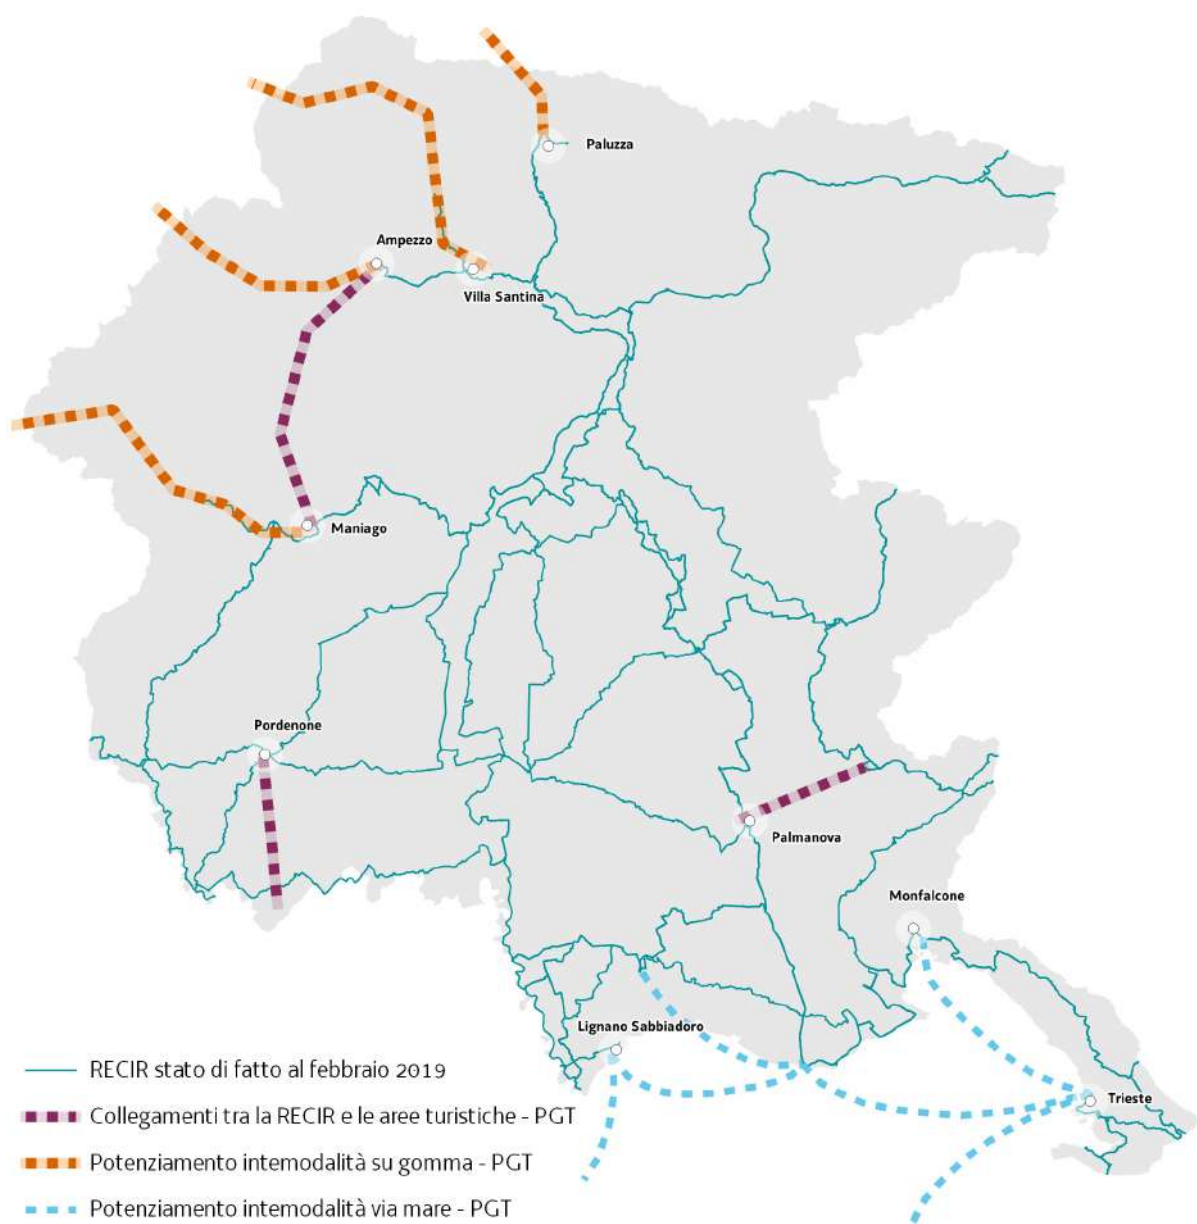 Paluzza
Ampezzo
Villa Santina
Maniago
Pordenone
Palmanova
Monfalcone
Lignano Sabbiadoro
Trieste
RECIR stato di fatto al febbraio 2019
Collegamenti tra la RECIR e le aree turistiche - PGT
Potenziamento intemodalità su gomma - PGT
Potenziamento intemodalità via mare - PGT